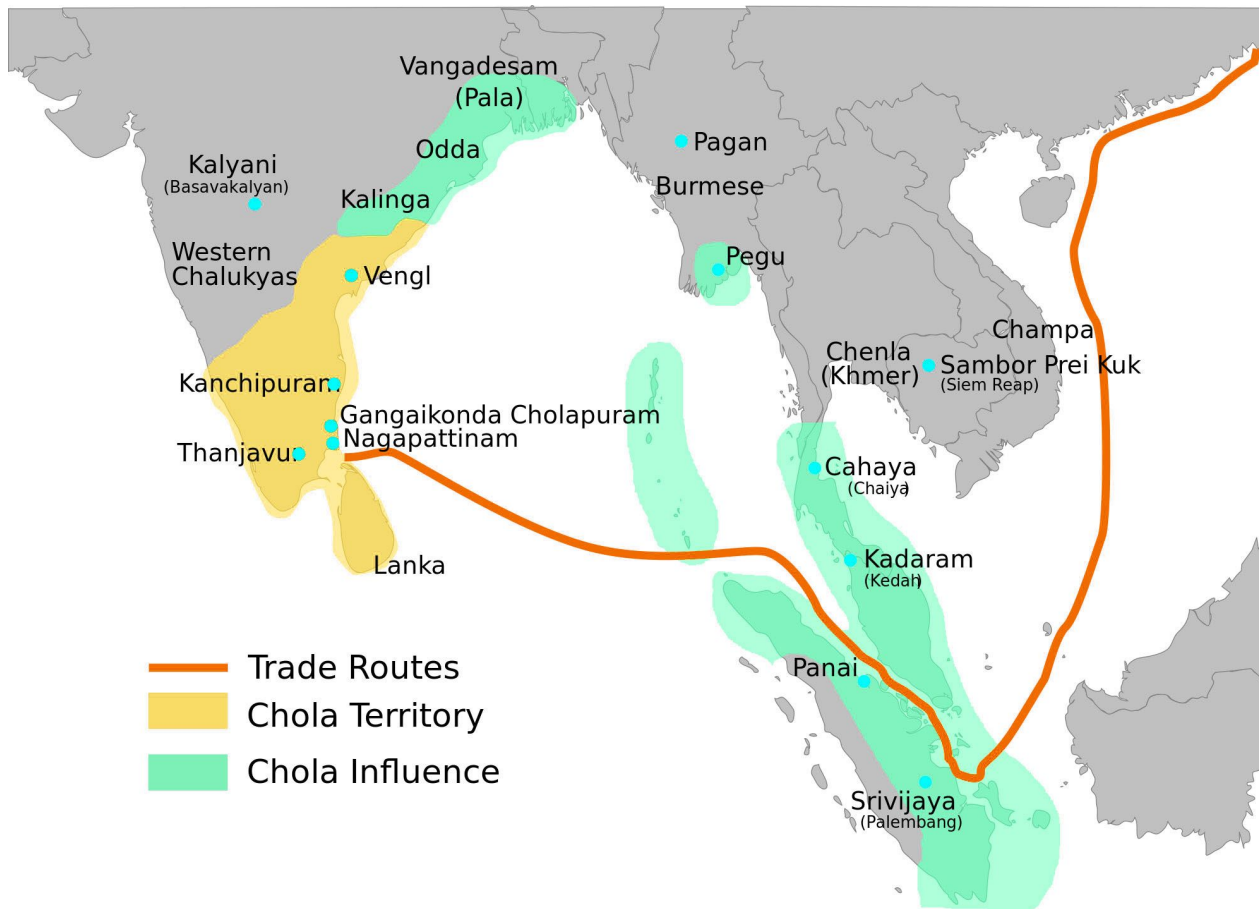 Vangadesam
(Pala)
Odda
Kalinga
Kalyani
(Basavakalyan)
Western
Chalukyas
Vengl
Pagan
Burmese
Pegu
Champa
Chenla
(Khmer)
Sambor Prei Kuk
(Siem Reap)
Kanchipuram
Gangaikonda Cholapuram
Nagapattinam
Thanjavur
Lanka
Cahaya
(Chaiya)
Kadaram
(Kedah)
Panai
Srivijaya
(Palembang)
Trade Routes
Chola Territory
Chola Influence